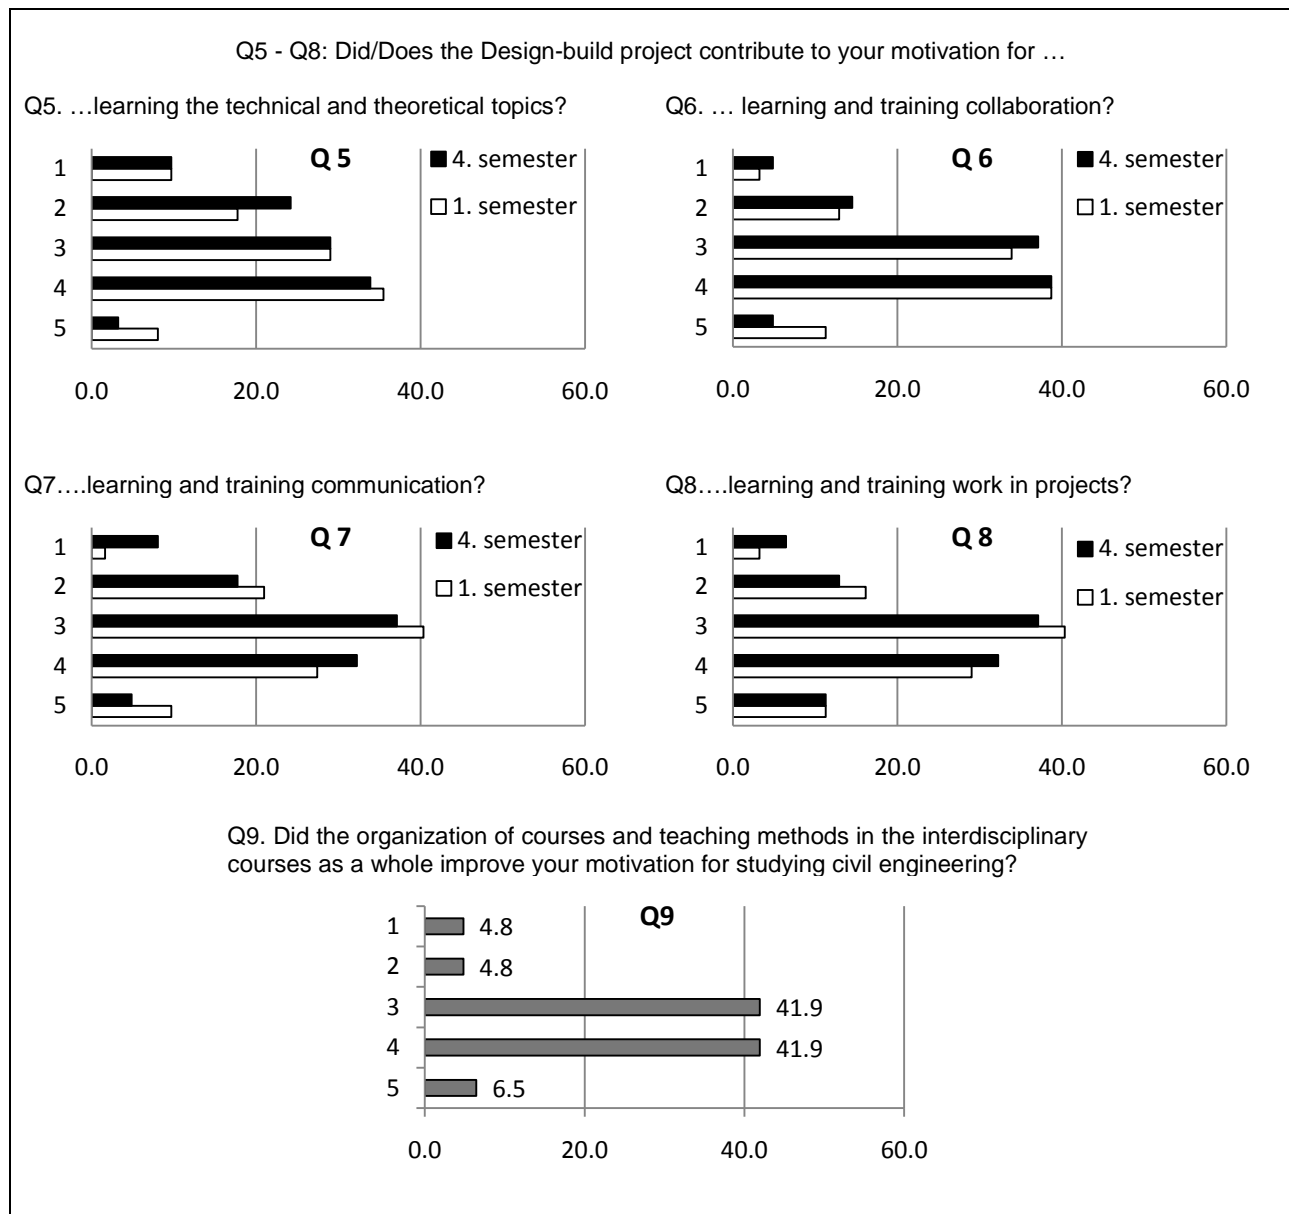 Q5 - Q8: Did/Does the Design-build project contribute to your motivation for …
Q5. …learning the technical and theoretical topics?
Q 5
4. semester
1. semester
1
2
3
4
5
0.0 20.0 40.0 60.0
Q6. … learning and training collaboration?
Q 6
4. semester
1. semester
1
2
3
4
5
0.0 20.0 40.0 60.0
Q7….learning and training communication?
Q 7
4. semester
1. semester
1
2
3
4
5
0.0 20.0 40.0 60.0
Q8….learning and training work in projects?
Q 8
4. semester
1. semester
1
2
3
4
5
0.0 20.0 40.0 60.0
Q9. Did the organization of courses and teaching methods in the interdisciplinary
courses as a whole improve your motivation for studying civil engineering?
Q9
1 4.8
2 4.8
3 41.9
4 41.9
5 6.5
0.0 20.0 40.0 60.0